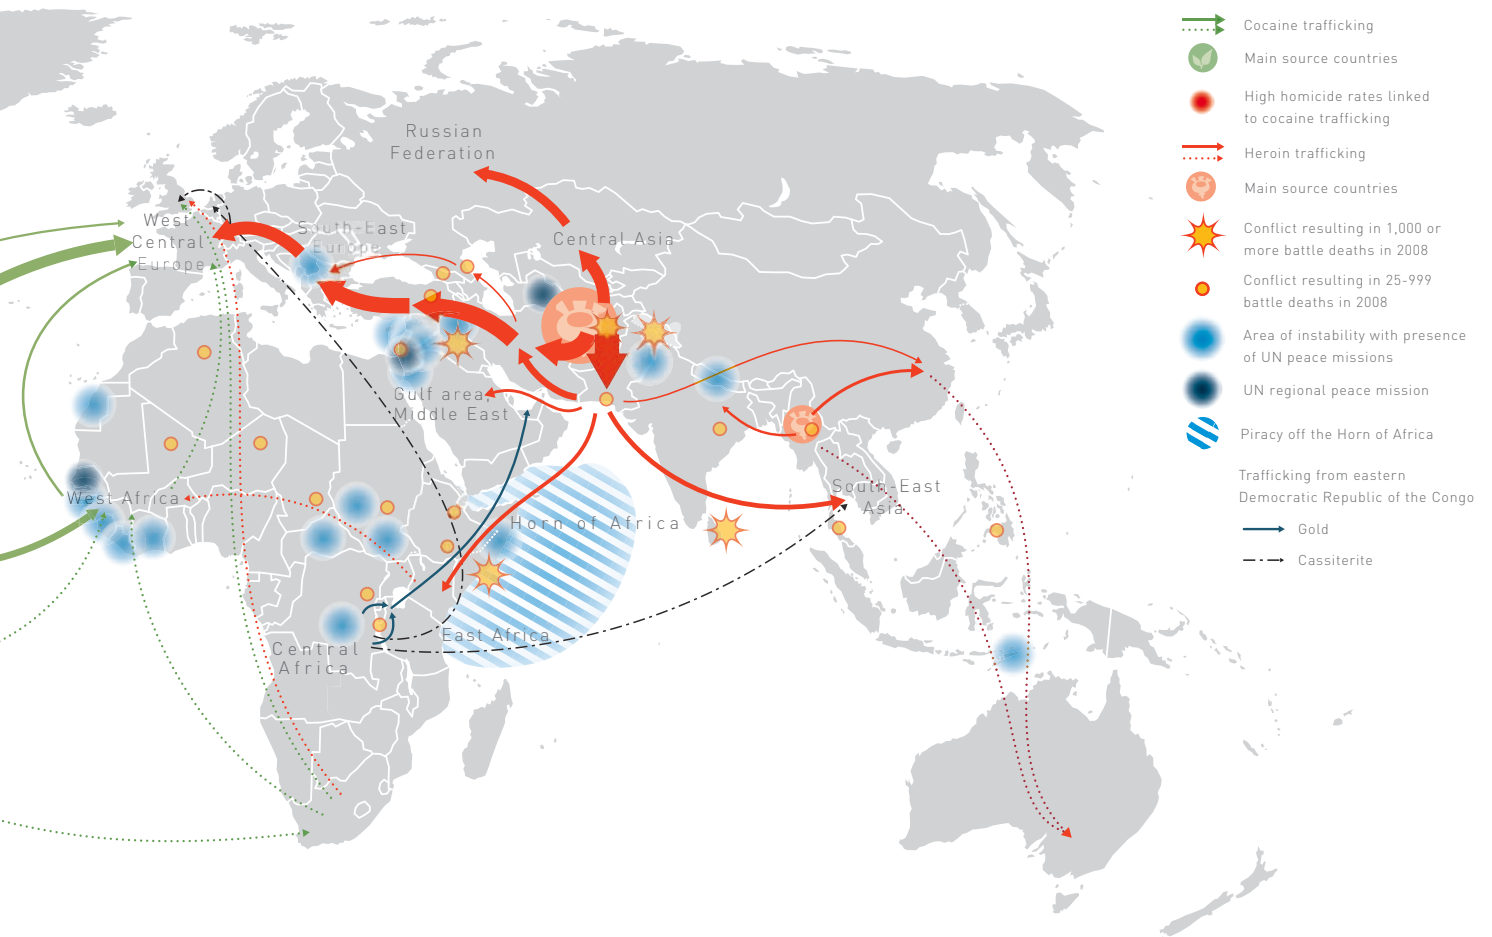 Russian
Federation
West
Central
Europe
South-East
Europe
Central Asia
Gulf area,
Middle East
West Africa
Horn of Africa
South-East
Asia
East Africa
Central
Africa
Cocaine trafficking
Main source countries
High homicide rates linked
to cocaine trafficking
Heroin trafficking
Main source countries
Conflict resulting in 1,000 or
more battle deaths in 2008
Conflict resulting in 25-999
battle deaths in 2008
Area of instability with presence
of UN peace missions
UN regional peace mission
Piracy off the Horn of Africa
Trafficking from eastern
Democratic Republic of the Congo
Gold
Cassiterite